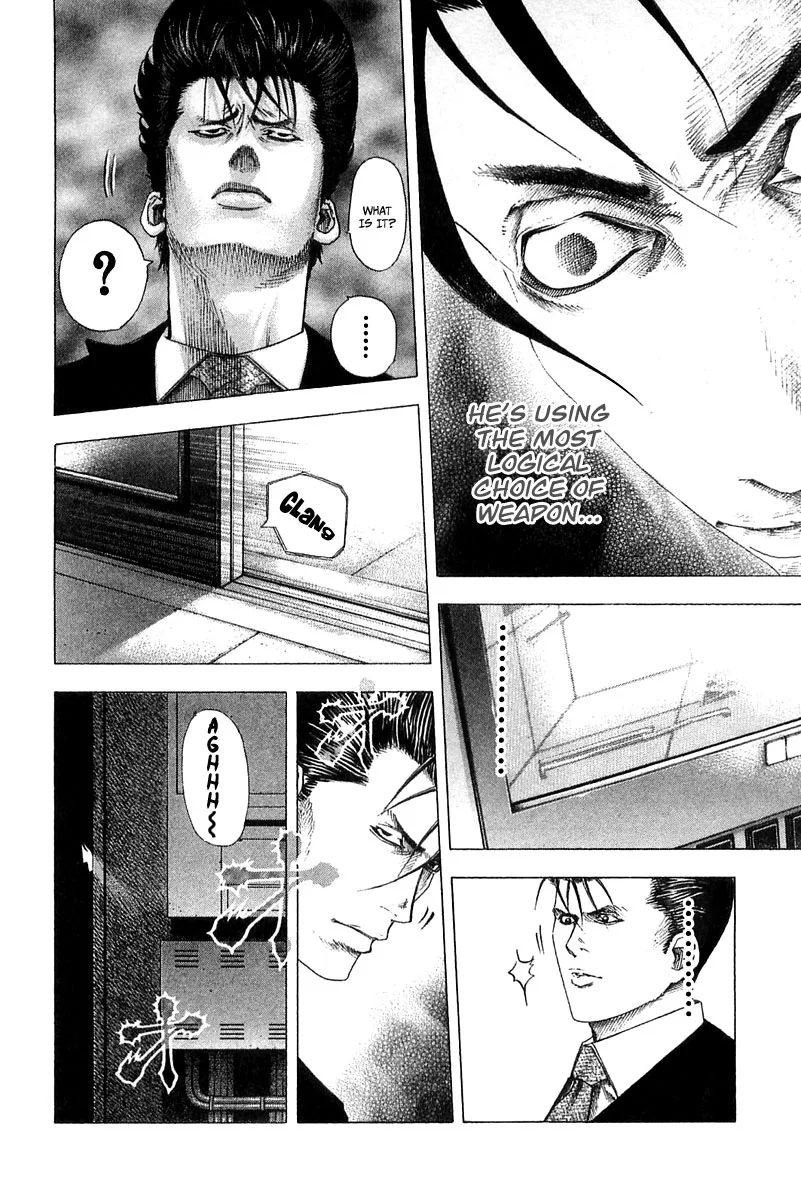 HE'S USING
THE MOST
LOGICAL
CHOICE OF
WEAPON...
WHAT
IS IT?
......
?
CLANG
..............
..........
AGHHH~